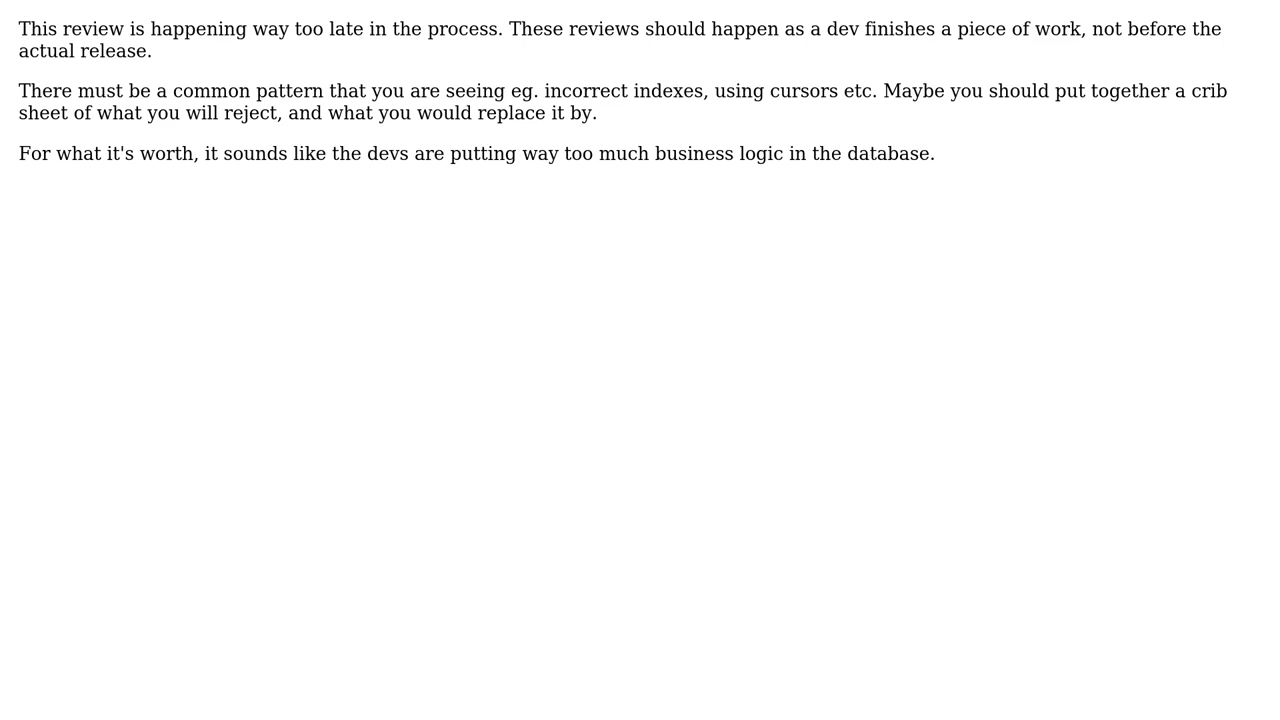 This review is happening way too late in the process. These reviews should happen as a dev finishes a piece of work, not before the
actual release.
There must be a common pattern that you are seeing eg. incorrect indexes, using cursors etc. Maybe you should put together a crib
sheet of what you will reject, and what you would replace it by.
For what it's worth, it sounds like the devs are putting way too much business logic in the database.